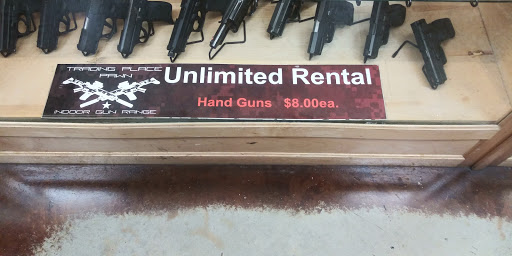 TRADING PLACE
PAWN
INDOOR GUN RANGE
Unlimited Rental
Hand Guns $8.00ea.